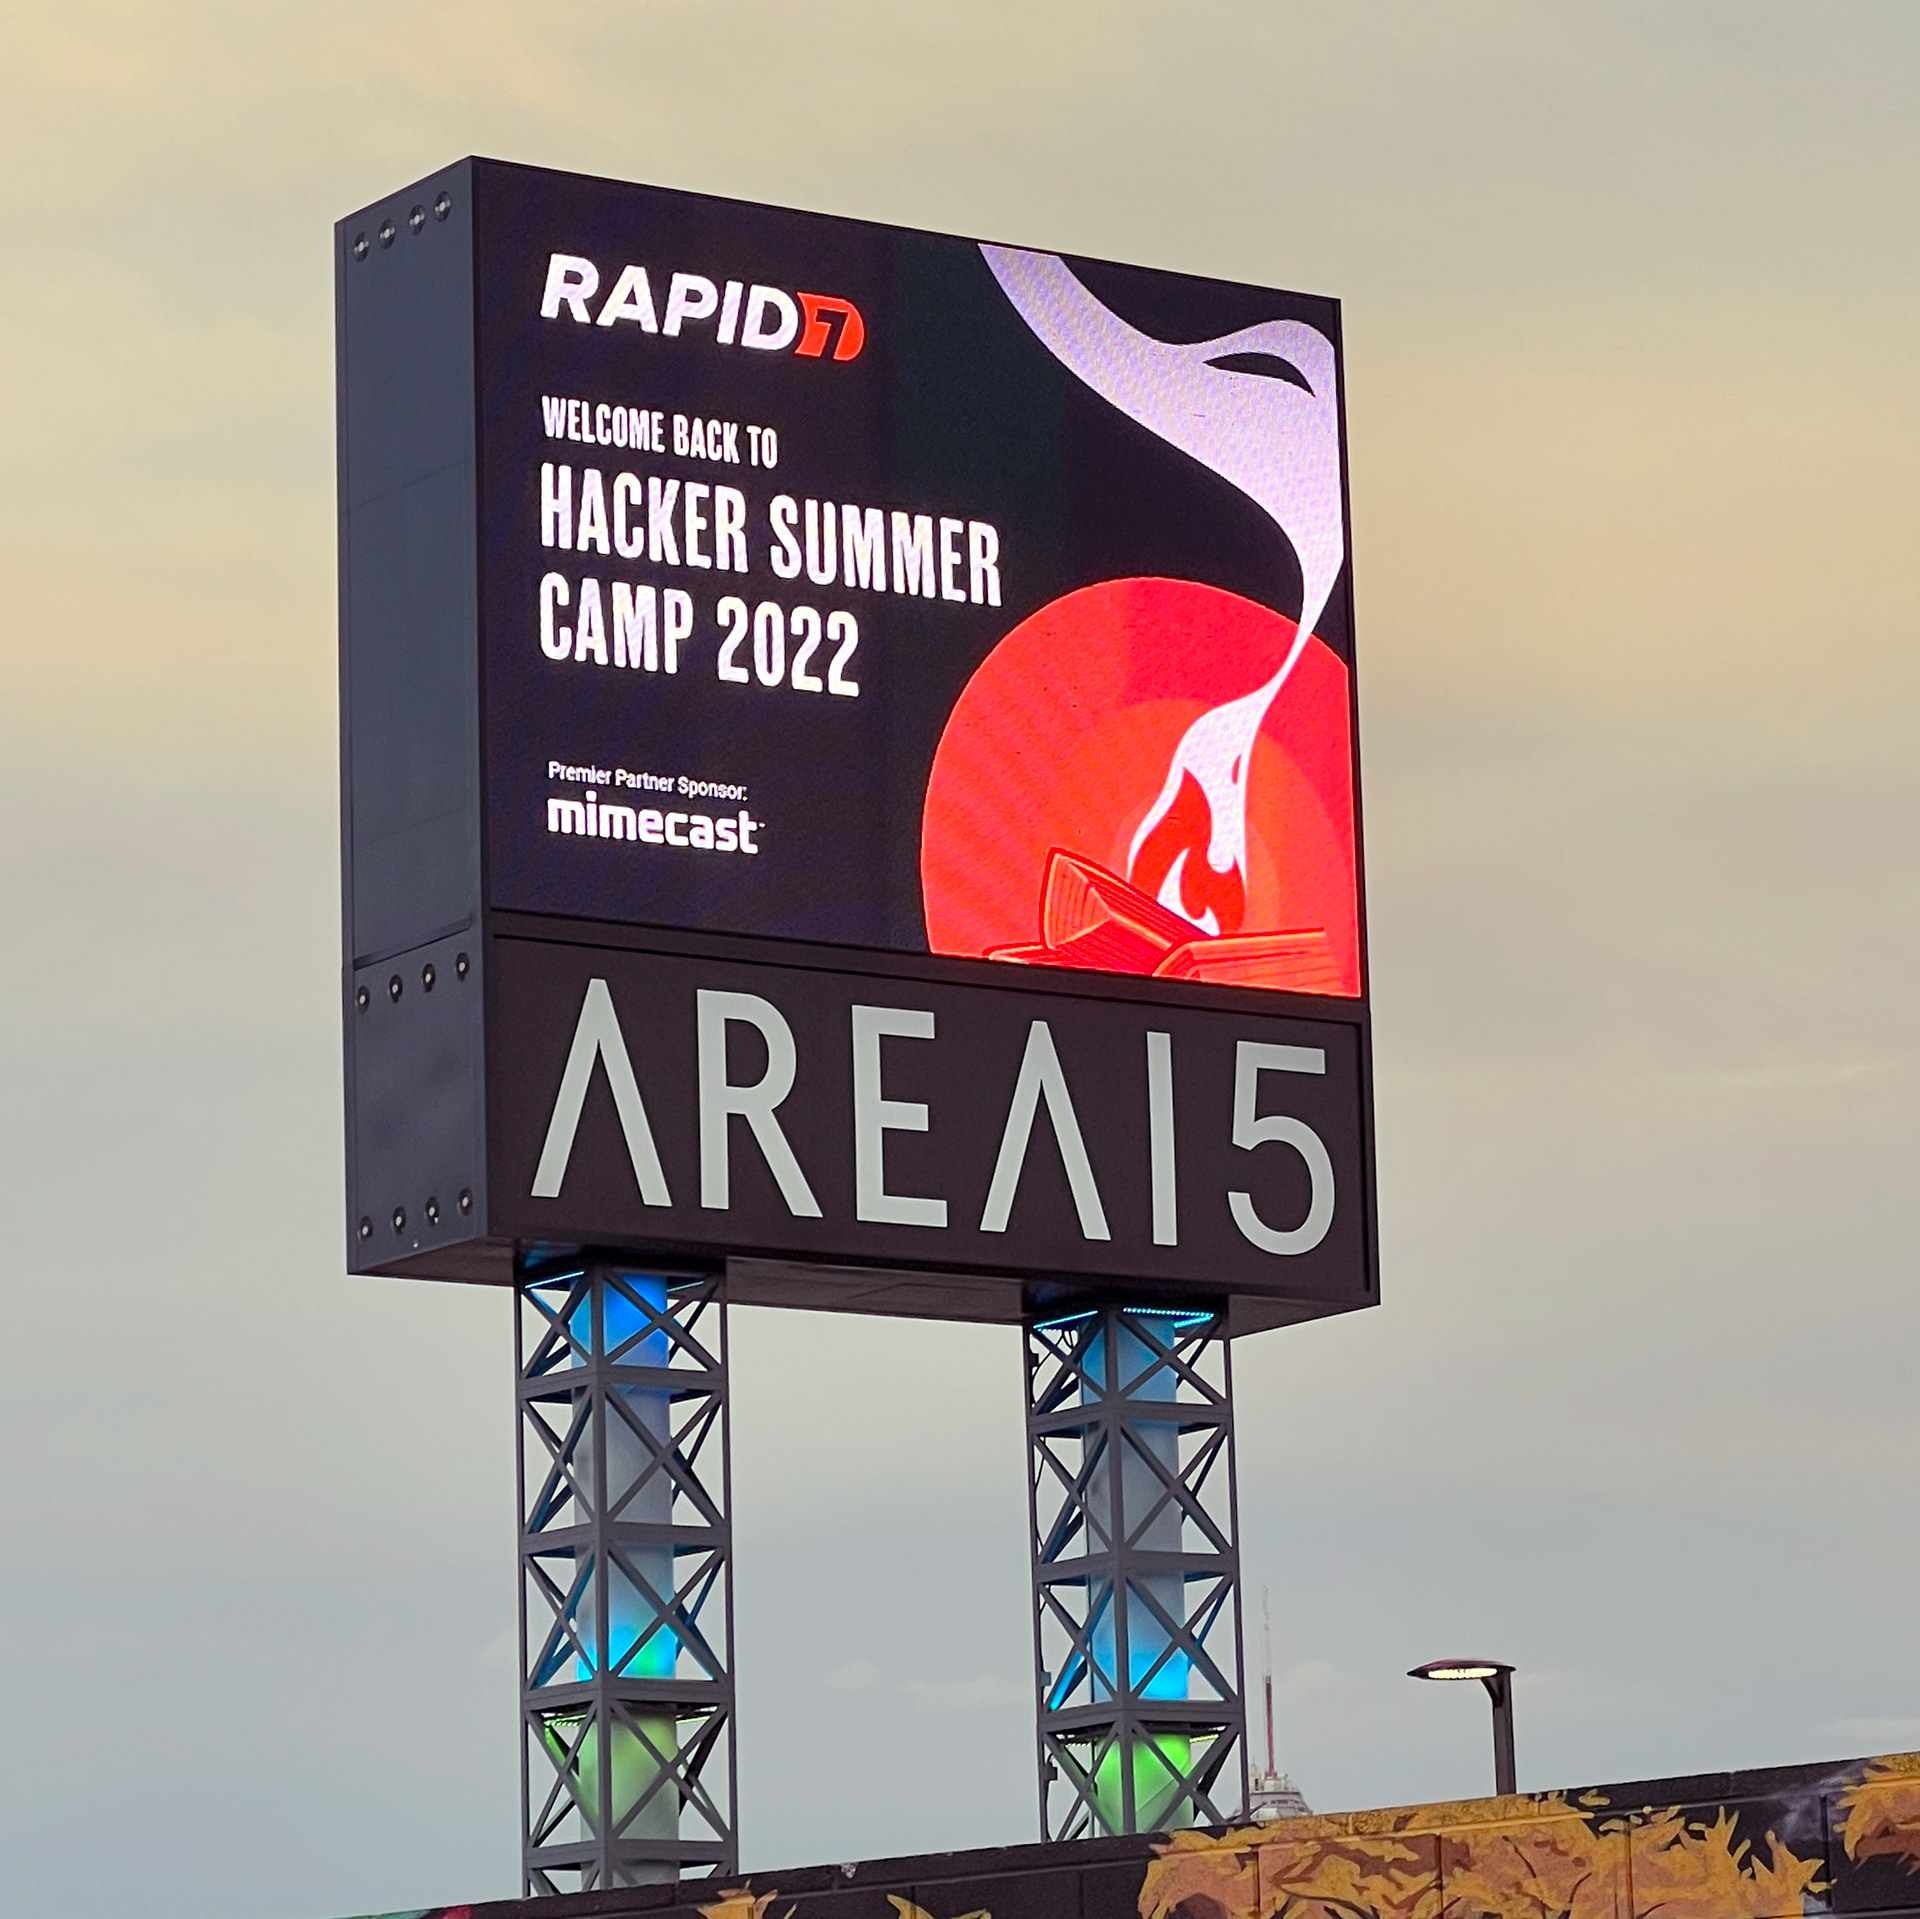 RAPID7
WELCOME BACK TO
HACKER SUMMER
CAMP 2022
Premier Partner Sponsor:
mimecast
AREA15